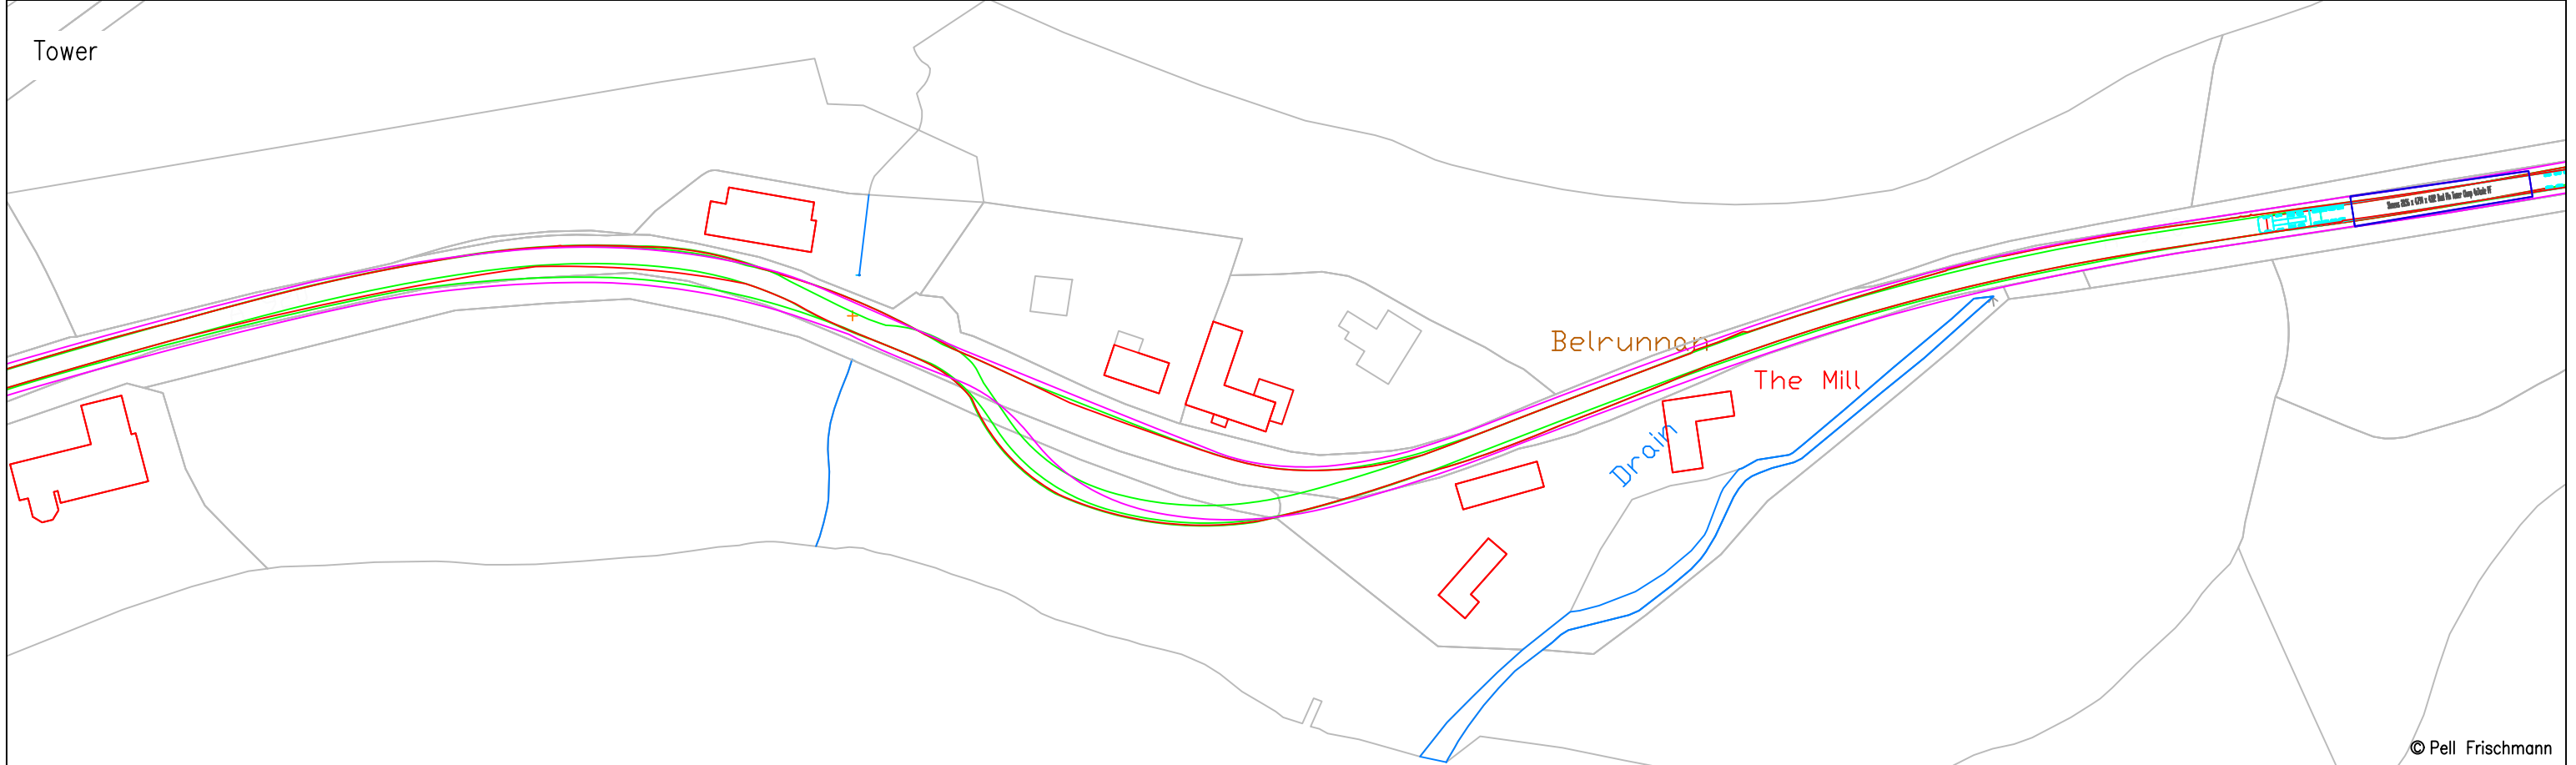 Tower
Belrunnan
The Mill
Drain
© Pell Frischmann